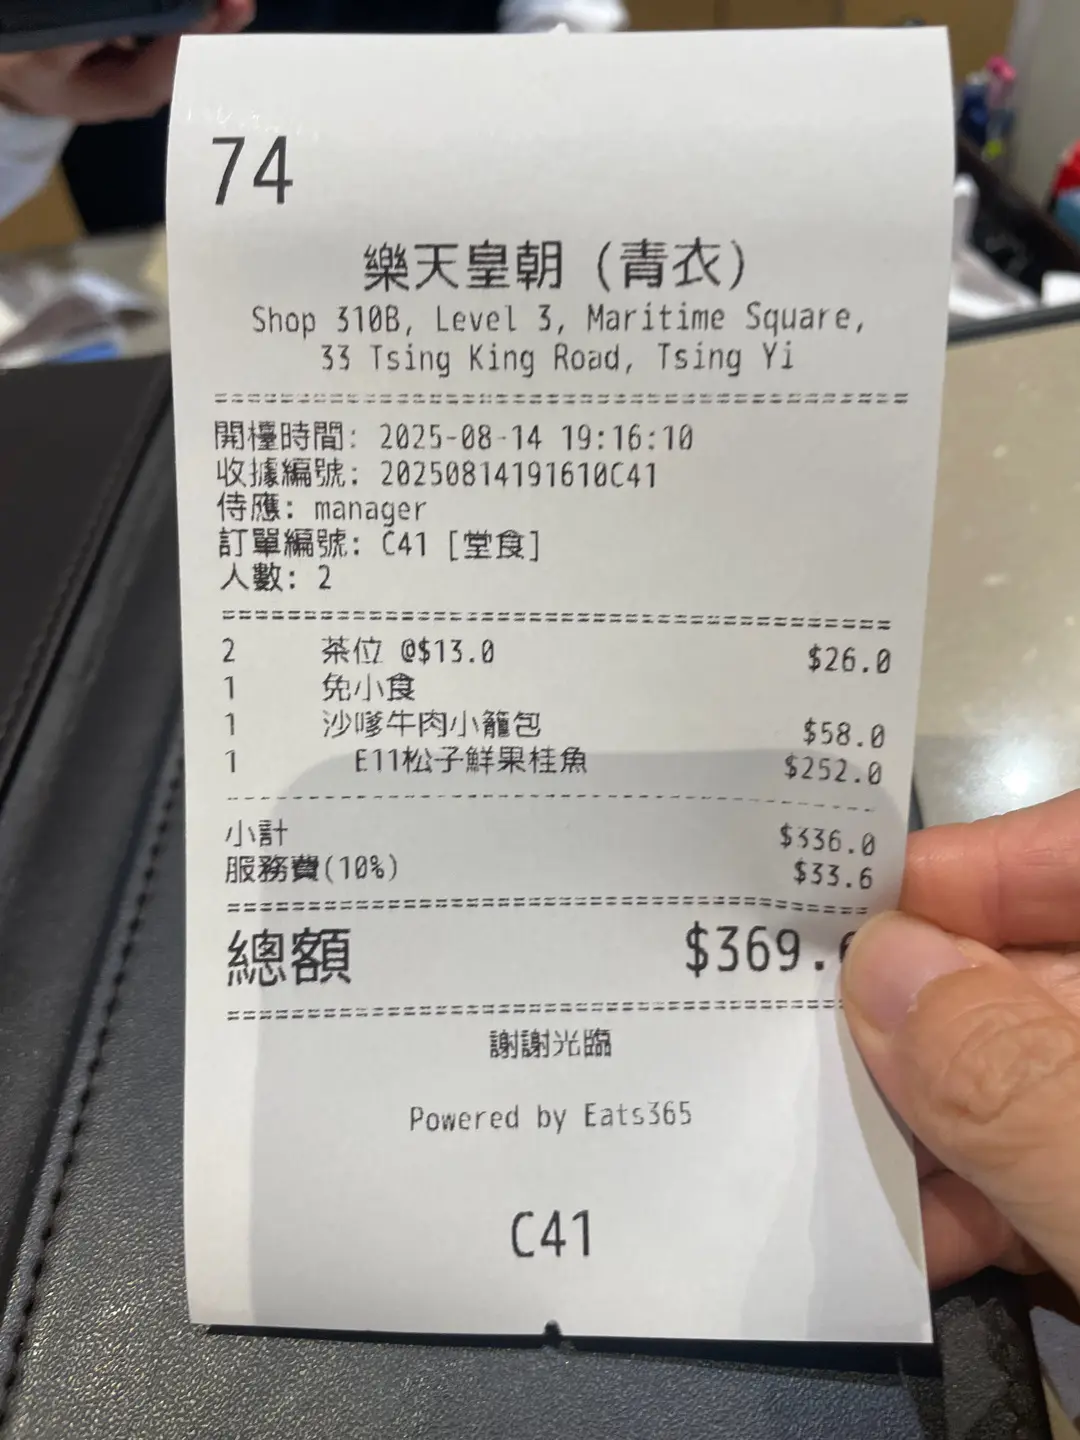 74
樂天皇朝 (青衣)
Shop 310B, Level 3, Maritime Square,
33 Tsing King Road, Tsing Yi
開檯時間: 2025-08-14 19:16:10
收據編號: 20250814191610C41
侍應: manager
訂單編號: C41 [堂食]
人數: 2
2 茶位 @$13.0 $26.0
1 免小食
1 沙嗲牛肉小籠包 $58.0
1 E11松子鮮果桂魚 $252.0
小計 $336.0
服務費(10%) $33.6
總額 $369.
謝謝光臨
Powered by Eats365
C41